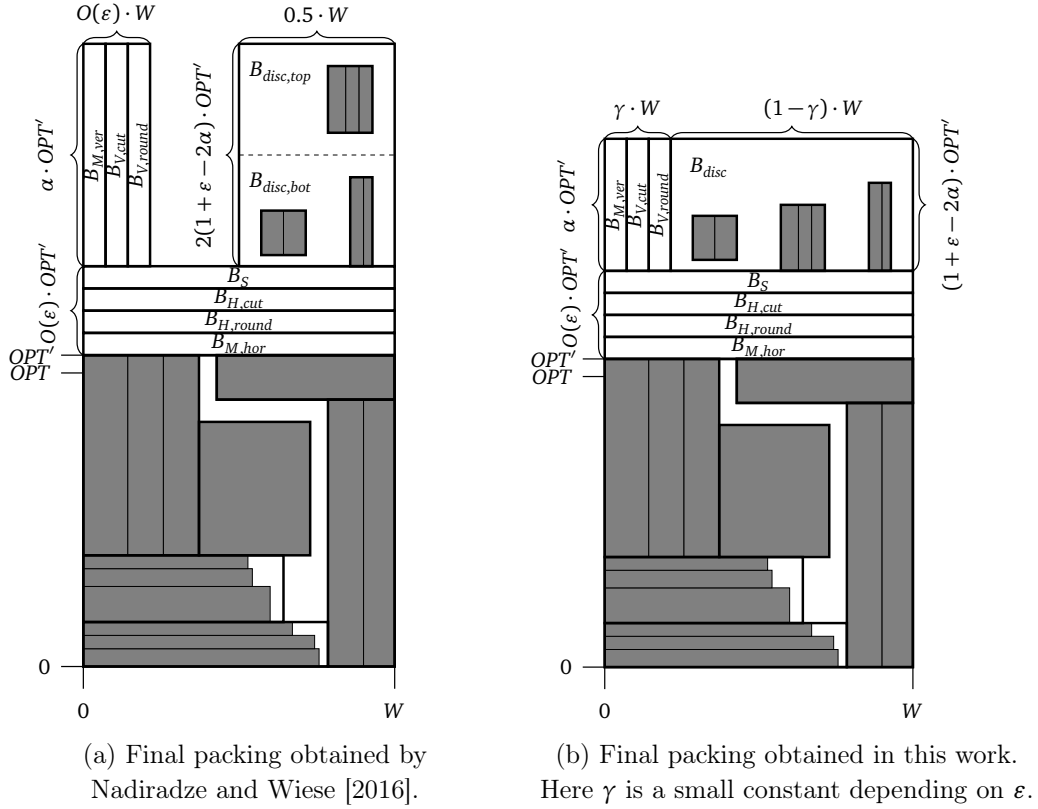 O(ε) · W
0.5 · W
α · OPT′
B_{M,ver}
B_{V,cut}
B_{V,round}
2(1 + ε − 2α) · OPT′
B_{disc,top}
B_{disc,bot}
O(ε) · OPT′
B_S
B_{H,cut}
B_{H,round}
B_{M,hor}
OPT′
OPT
0
0
W
(a) Final packing obtained by
Nadiradze and Wiese [2016].
γ · W
(1 − γ) · W
α · OPT′
B_{M,ver}
B_{V,cut}
B_{V,round}
B_{disc}
(1 + ε − 2α) · OPT′
O(ε) · OPT′
B_S
B_{H,cut}
B_{H,round}
B_{M,hor}
OPT′
OPT
0
0
W
(b) Final packing obtained in this work.
Here γ is a small constant depending on ε.